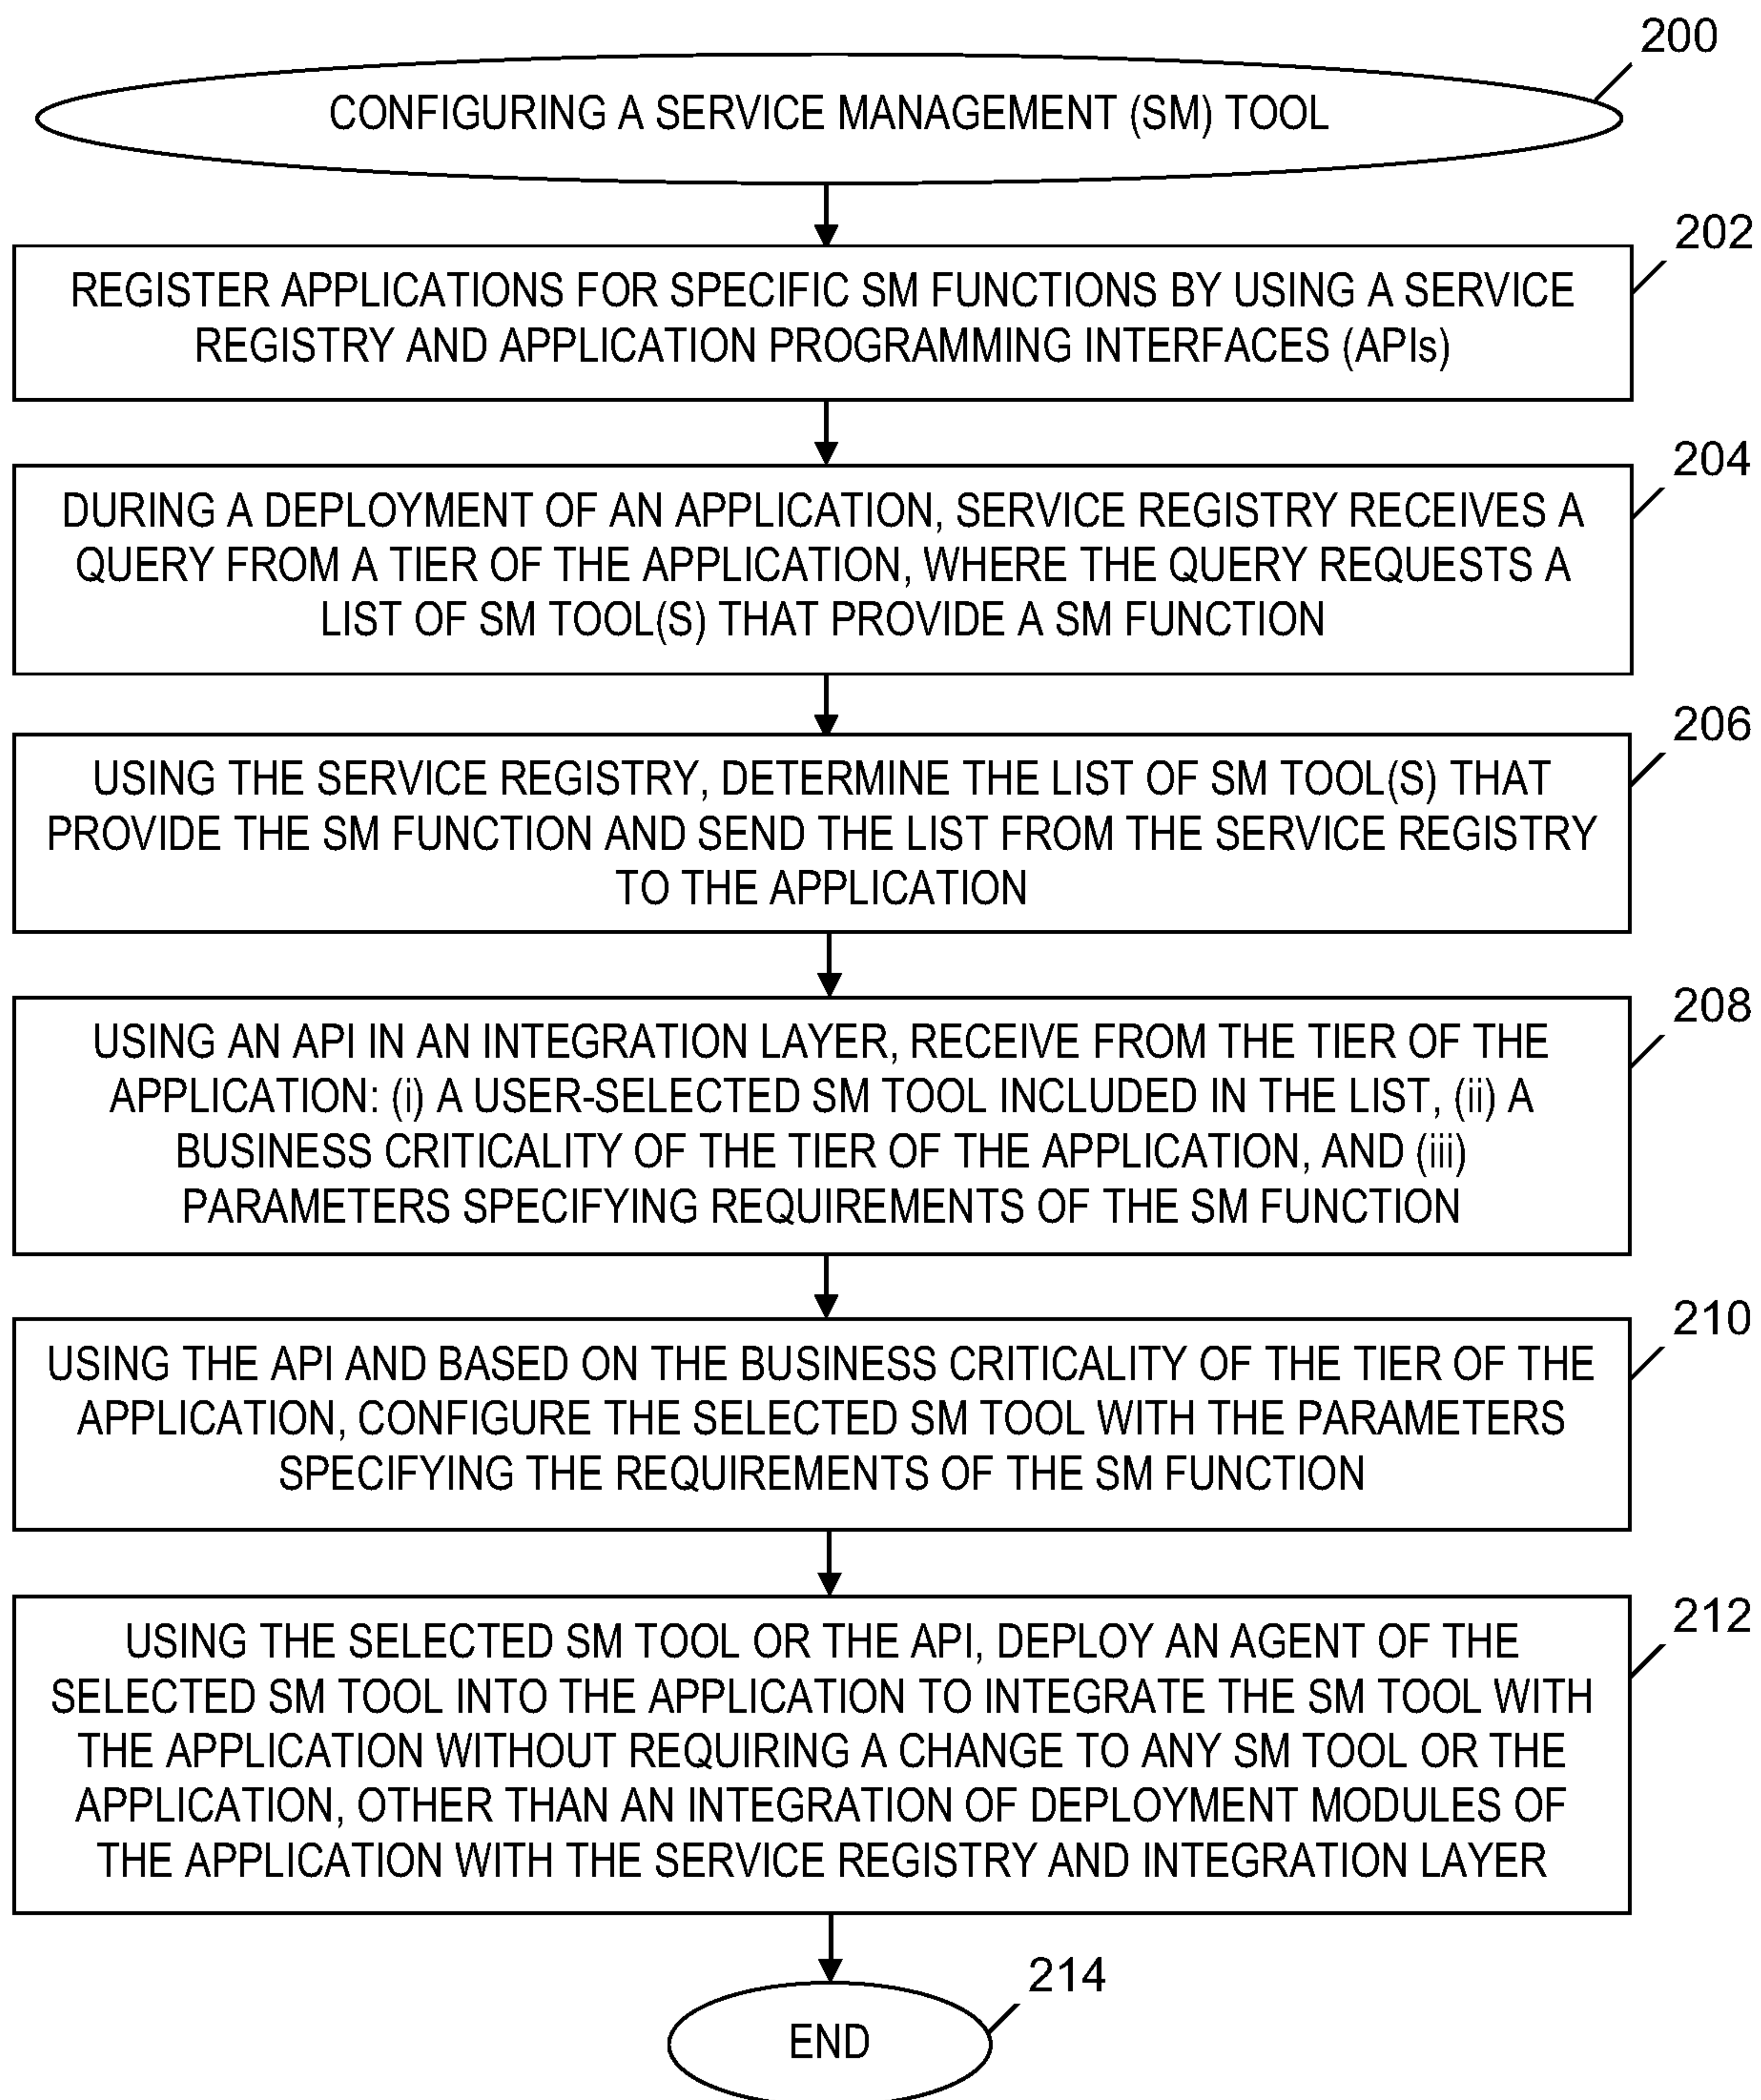 200
CONFIGURING A SERVICE MANAGEMENT (SM) TOOL
202
REGISTER APPLICATIONS FOR SPECIFIC SM FUNCTIONS BY USING A SERVICE
REGISTRY AND APPLICATION PROGRAMMING INTERFACES (APIs)
204
DURING A DEPLOYMENT OF AN APPLICATION, SERVICE REGISTRY RECEIVES A
QUERY FROM A TIER OF THE APPLICATION, WHERE THE QUERY REQUESTS A
LIST OF SM TOOL(S) THAT PROVIDE A SM FUNCTION
206
USING THE SERVICE REGISTRY, DETERMINE THE LIST OF SM TOOL(S) THAT
PROVIDE THE SM FUNCTION AND SEND THE LIST FROM THE SERVICE REGISTRY
TO THE APPLICATION
208
USING AN API IN AN INTEGRATION LAYER, RECEIVE FROM THE TIER OF THE
APPLICATION: (i) A USER-SELECTED SM TOOL INCLUDED IN THE LIST, (ii) A
BUSINESS CRITICALITY OF THE TIER OF THE APPLICATION, AND (iii)
PARAMETERS SPECIFYING REQUIREMENTS OF THE SM FUNCTION
210
USING THE API AND BASED ON THE BUSINESS CRITICALITY OF THE TIER OF THE
APPLICATION, CONFIGURE THE SELECTED SM TOOL WITH THE PARAMETERS
SPECIFYING THE REQUIREMENTS OF THE SM FUNCTION
212
USING THE SELECTED SM TOOL OR THE API, DEPLOY AN AGENT OF THE
SELECTED SM TOOL INTO THE APPLICATION TO INTEGRATE THE SM TOOL WITH
THE APPLICATION WITHOUT REQUIRING A CHANGE TO ANY SM TOOL OR THE
APPLICATION, OTHER THAN AN INTEGRATION OF DEPLOYMENT MODULES OF
THE APPLICATION WITH THE SERVICE REGISTRY AND INTEGRATION LAYER
214
END